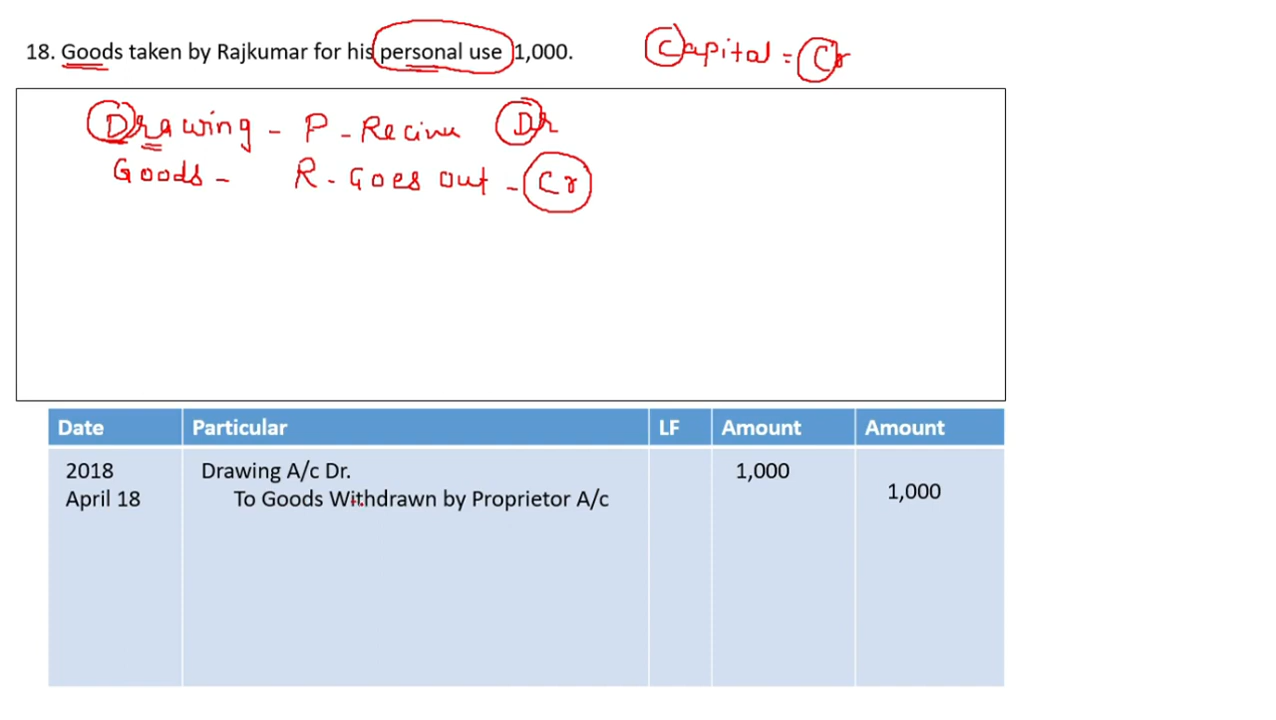 18. Goods taken by Rajkumar for his personal use 1,000.
Capital = Cr
Drawing - P - Recive Dr
Goods - R - Goes out - Cr
Date Particular LF Amount Amount
2018 Drawing A/c Dr. 1,000
April 18 To Goods Withdrawn by Proprietor A/c 1,000